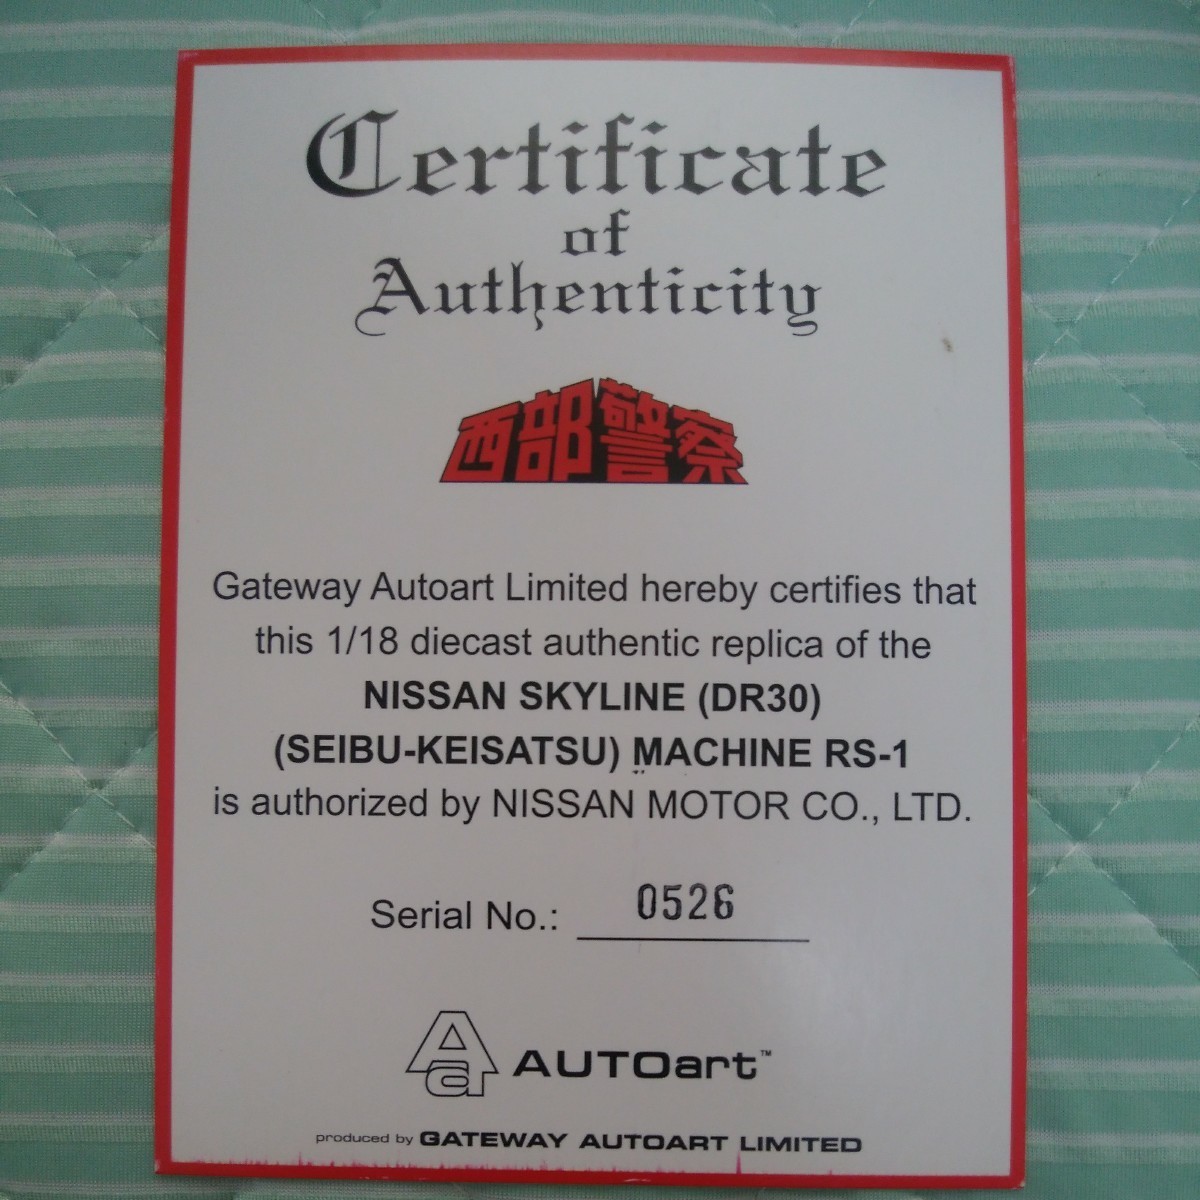 Certificate
of
Authenticity
西部警察
Gateway Autoart Limited hereby certifies that
this 1/18 diecast authentic replica of the
NISSAN SKYLINE (DR30)
(SEIBU-KEISATSU) MACHINE RS-1
is authorized by NISSAN MOTOR CO., LTD.
Serial No.: 0526
Aa AUTOart™
produced by GATEWAY AUTOART LIMITED